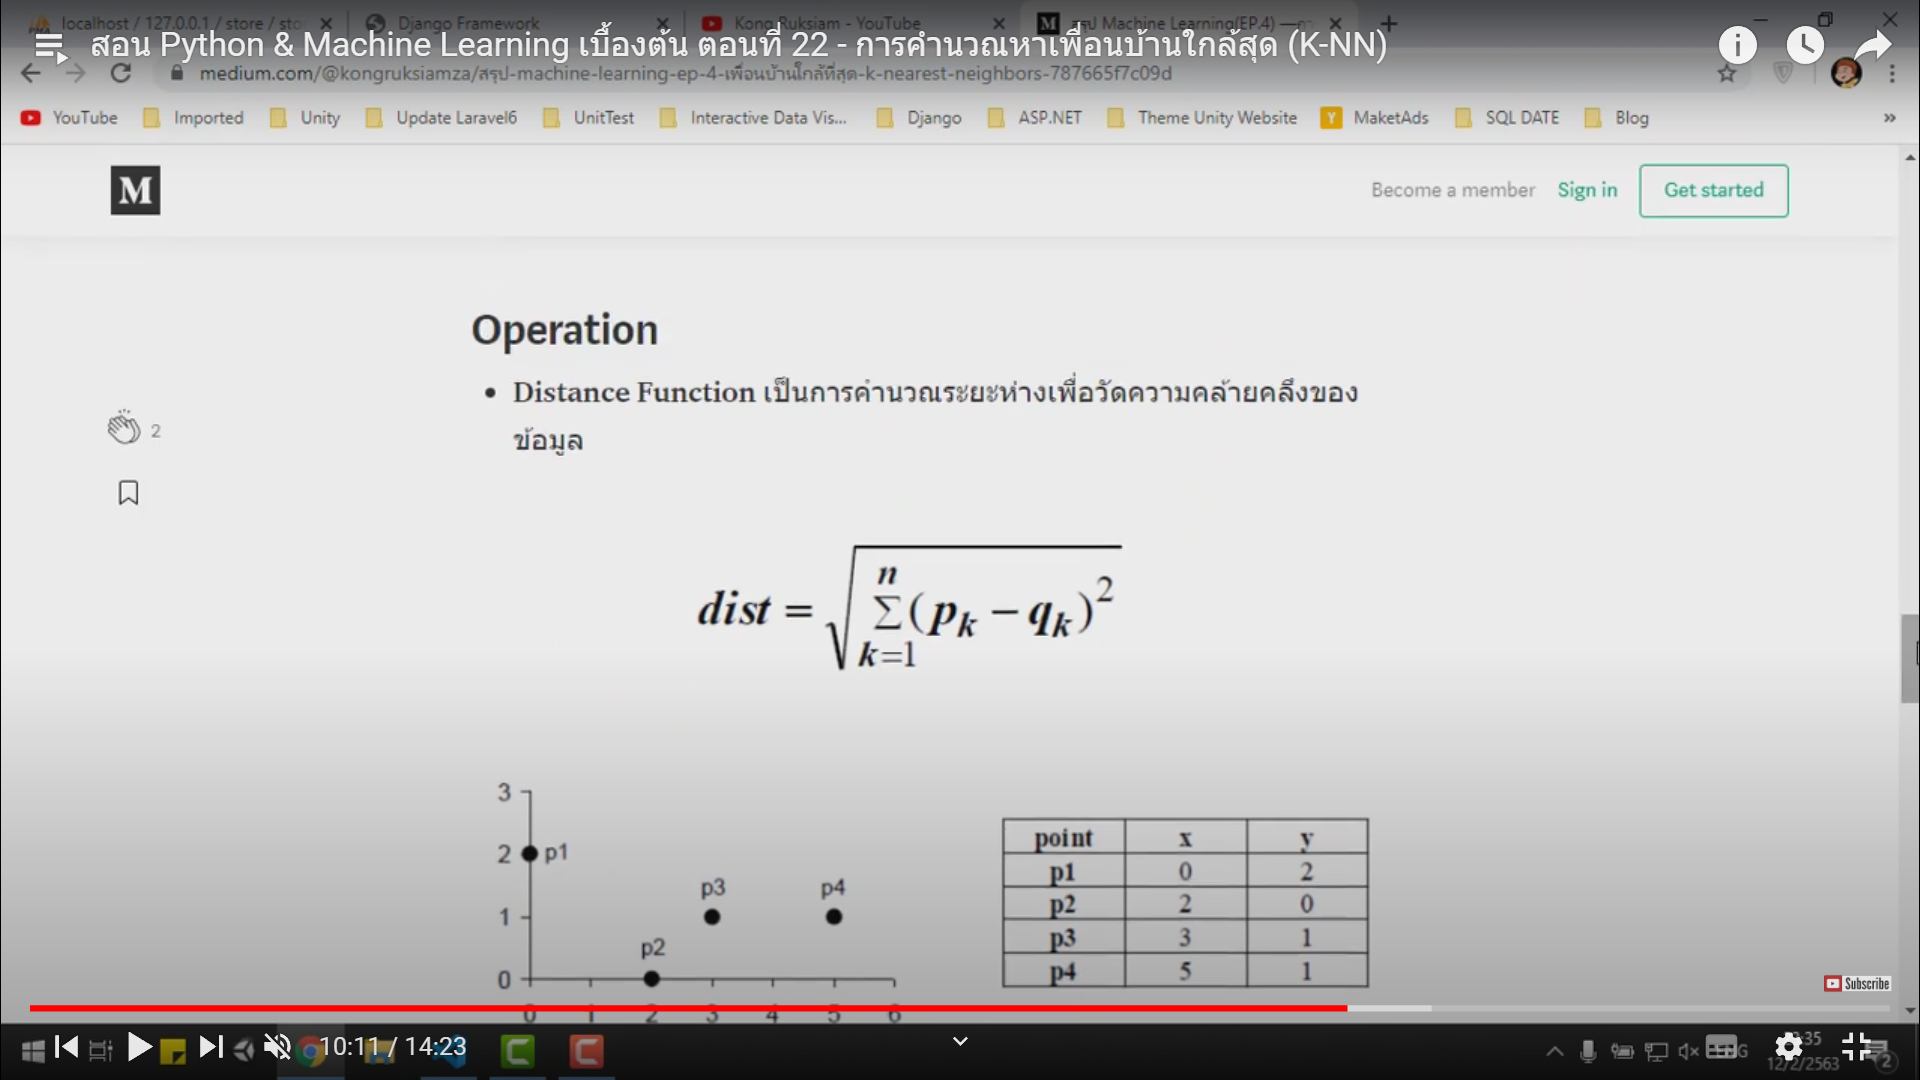 localhost / 127.0.0.1 / store / sto
Django Framework
Kong Ruksiam - YouTube
สรุป Machine Learning(EP.4) —
สอน Python & Machine Learning เบื้องต้น ตอนที่ 22 - การคำนวณหาเพื่อนบ้านใกล้สุด (K-NN)
medium.com/@kongruksiamza/สรุป-machine-learning-ep-4-เพื่อนบ้านใกล้ที่สุด-k-nearest-neighbors-787665f7c09d
YouTube Imported Unity Update Laravel6 UnitTest Interactive Data Vis... Django ASP.NET Theme Unity Website MaketAds SQL DATE Blog »
M
Become a member Sign in Get started
Operation
• Distance Function เป็นการคำนวณระยะห่างเพื่อวัดความคล้ายคลึงของ
ข้อมูล
2
dist = √ n Σ k=1 (pk − qk)²
3
2 p1
1
0
p3 p4
p2
0 1 2 3 4 5 6
point x y
p1 0 2
p2 2 0
p3 3 1
p4 5 1
Subscribe
10:11 / 14:23
12/2/2563
2